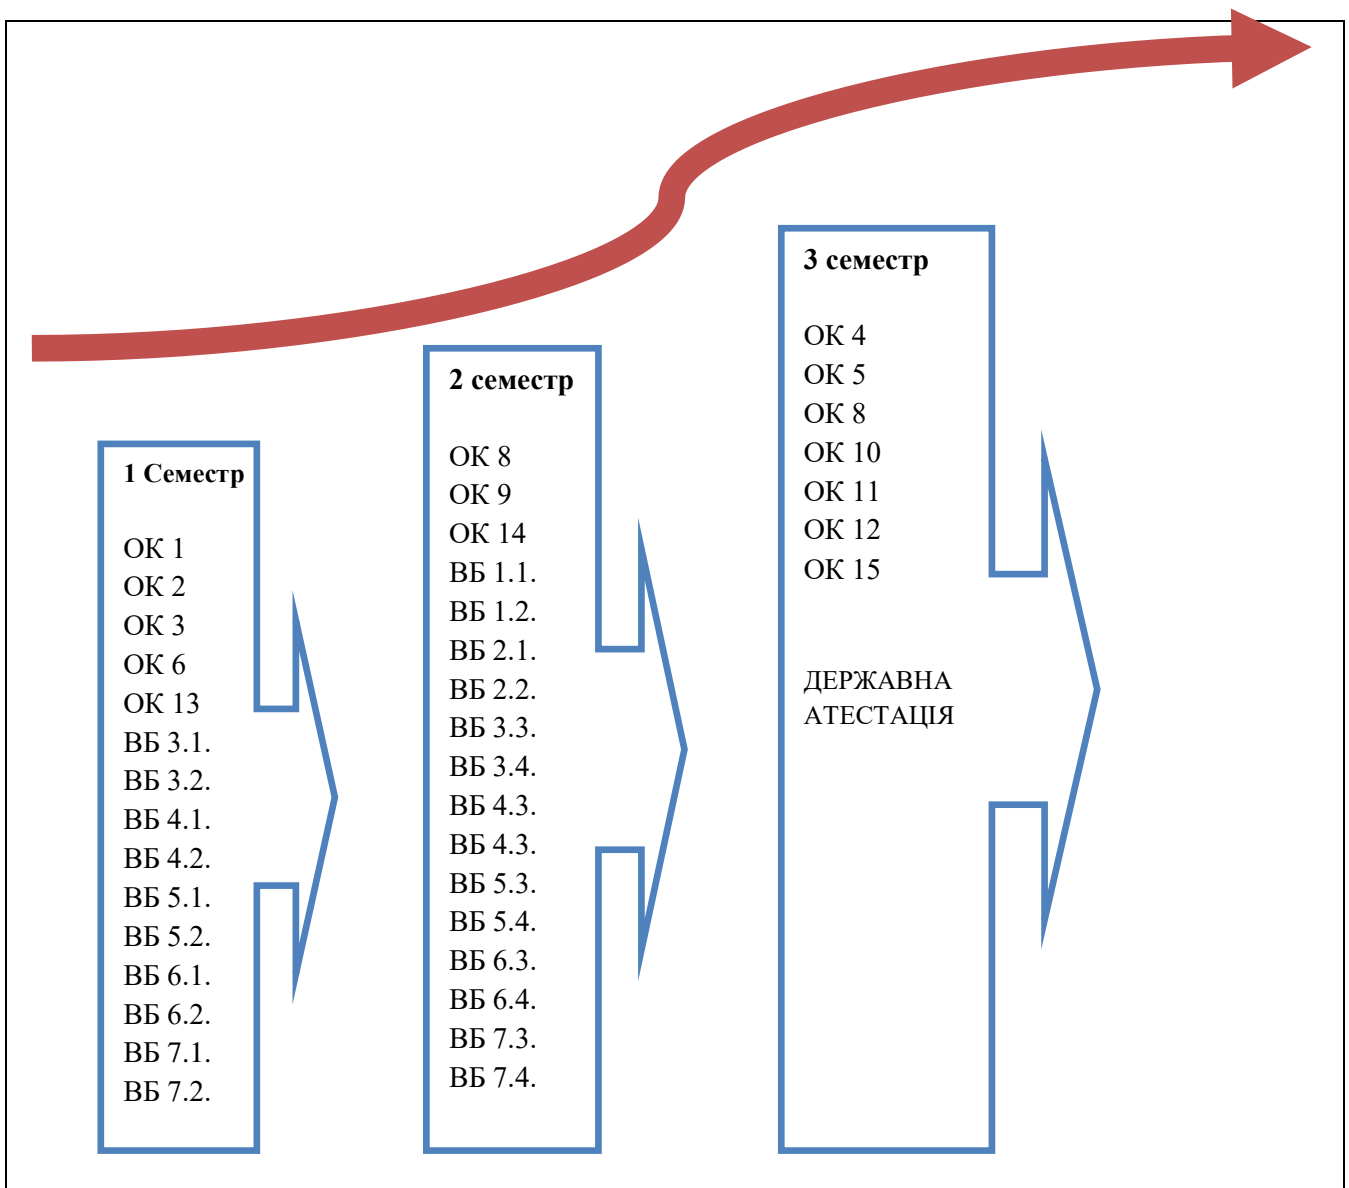 1 Семестр
ОК 1
ОК 2
ОК 3
ОК 6
ОК 13
ВБ 3.1.
ВБ 3.2.
ВБ 4.1.
ВБ 4.2.
ВБ 5.1.
ВБ 5.2.
ВБ 6.1.
ВБ 6.2.
ВБ 7.1.
ВБ 7.2.
2 семестр
ОК 8
ОК 9
ОК 14
ВБ 1.1.
ВБ 1.2.
ВБ 2.1.
ВБ 2.2.
ВБ 3.3.
ВБ 3.4.
ВБ 4.3.
ВБ 4.3.
ВБ 5.3.
ВБ 5.4.
ВБ 6.3.
ВБ 6.4.
ВБ 7.3.
ВБ 7.4.
3 семестр
ОК 4
ОК 5
ОК 8
ОК 10
ОК 11
ОК 12
ОК 15
ДЕРЖАВНА
АТЕСТАЦІЯ